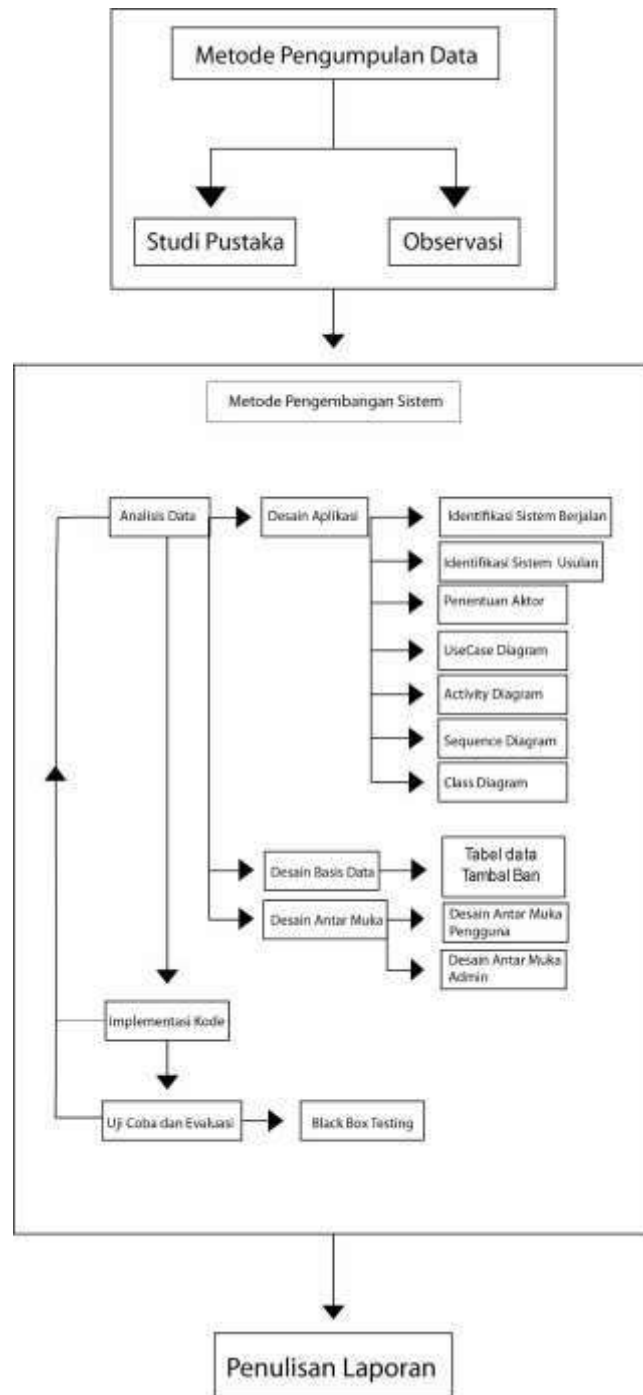 Metode Pengumpulan Data
Studi Pustaka
Observasi
Metode Pengembangan Sistem
Analisis Data
Desain Aplikasi
Identifikasi Sistem Berjalan
Identifikasi Sistem Usulan
Penentuan Aktor
UseCase Diagram
Activity Diagram
Sequence Diagram
Class Diagram
Desain Basis Data
Tabel data
Tambal Ban
Desain Antar Muka
Desain Antar Muka
Pengguna
Desain Antar Muka
Admin
Implementasi Kode
Uji Coba dan Evaluasi
Black Box Testing
Penulisan Laporan